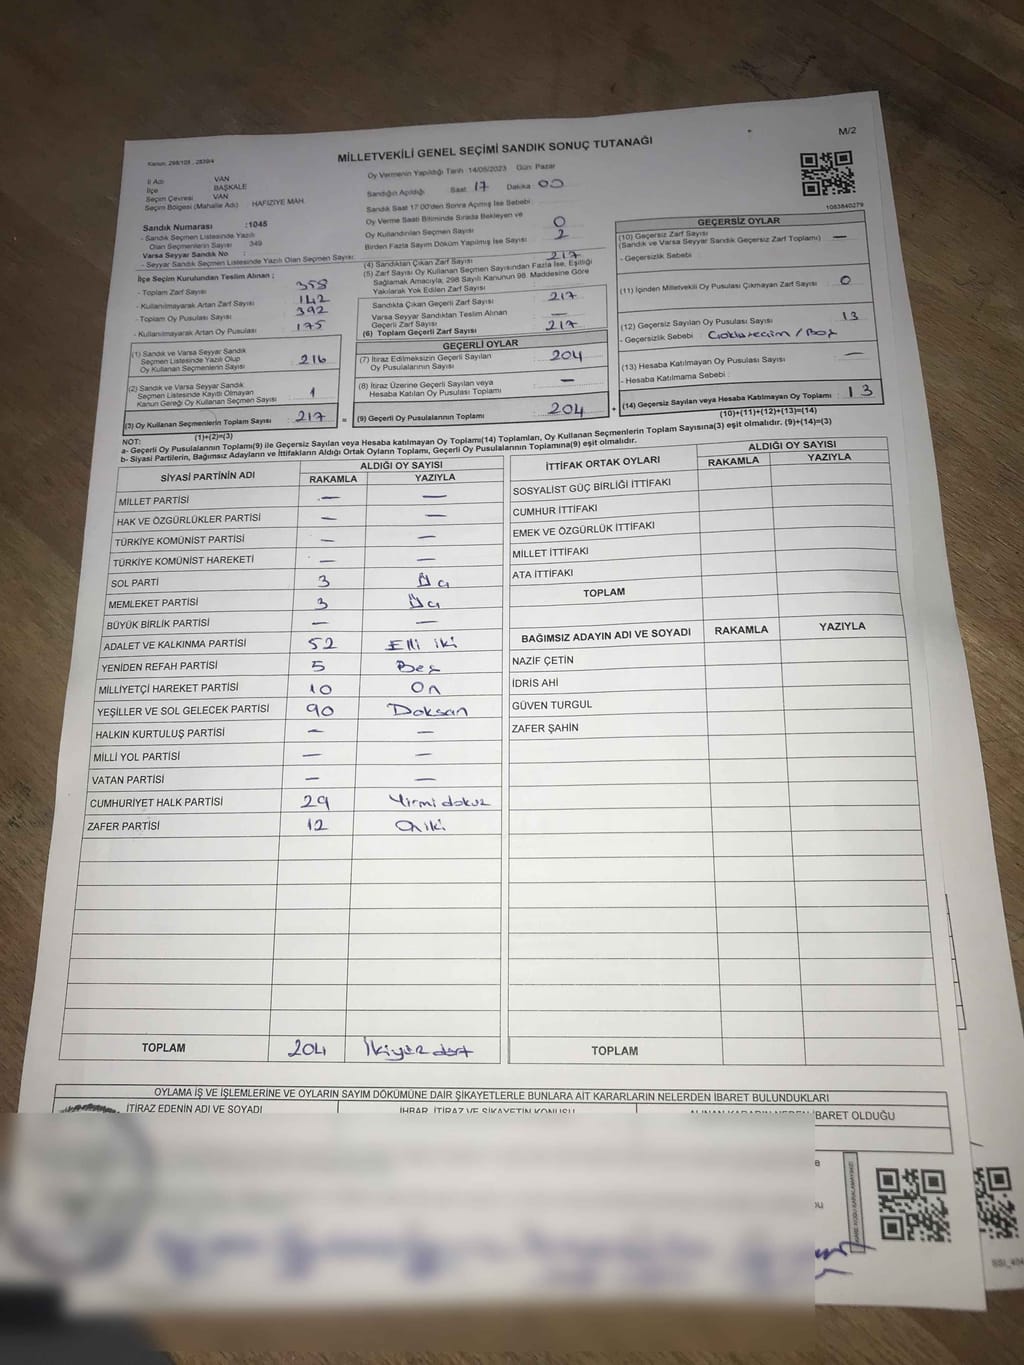 Kanun: 298/105 , 2839/4
MİLLETVEKİLİ GENEL SEÇİMİ SANDIK SONUÇ TUTANAĞI
M/2
İl Adı : VAN
İlçe : BAŞKALE
Seçim Çevresi : VAN
Seçim Bölgesi (Mahalle Adı) : HAFIZİYE MAH.
Sandık Numarası :1045
- Sandık Seçmen Listesinde Yazılı
Olan Seçmenlerin Sayısı : 349
Varsa Seyyar Sandık No :
- Seyyar Sandık Seçmen Listesinde Yazılı Olan Seçmen Sayısı:
İlçe Seçim Kurulundan Teslim Alınan ;
- Toplam Zarf Sayısı : 358
- Kullanılmayarak Artan Zarf Sayısı : 142
- Toplam Oy Pusulası Sayısı : 392
- Kullanılmayarak Artan Oy Pusulası : 175
(1) Sandık ve Varsa Seyyar Sandık
Seçmen Listesinde Yazılı Olup
Oy Kullanan Seçmenlerin Sayısı : 216
(2) Sandık ve Varsa Seyyar Sandık
Seçmen Listesinde Kayıtlı Olmayan
Kanun Gereği Oy Kullanan Seçmen Sayısı : 1
(3) Oy Kullanan Seçmenlerin Toplam Sayısı : 217 =
(1)+(2)=(3)
Oy Vermenin Yapıldığı Tarih 14/05/2023 Gün: Pazar
Sandığın Açıldığı Saat 17 Dakika 00
Sandık Saat 17:00'den Sonra Açılmış İse Sebebi :
Oy Verme Saati Bitiminde Sırada Bekleyen ve
Oy Kullandırılan Seçmen Sayısı : 0
Birden Fazla Sayım Döküm Yapılmış İse Sayısı : 2
(4) Sandıktan Çıkan Zarf Sayısı : 217
(5) Zarf Sayısı Oy Kullanan Seçmen Sayısından Fazla İse, Eşitliği
Sağlamak Amacıyla, 298 Sayılı Kanunun 98. Maddesine Göre
Yakılarak Yok Edilen Zarf Sayısı :
Sandıkta Çıkan Geçerli Zarf Sayısı : 217
Varsa Seyyar Sandıktan Teslim Alınan
Geçerli Zarf Sayısı : —
(6) Toplam Geçerli Zarf Sayısı : 217
GEÇERLİ OYLAR
(7) İtiraz Edilmeksizin Geçerli Sayılan
Oy Pusulalarının Sayısı : 204
(8) İtiraz Üzerine Geçerli Sayılan veya
Hesaba Katılan Oy Pusulası Toplamı : —
(9) Geçerli Oy Pusulalarının Toplamı : 204 +
1083840279
GEÇERSİZ OYLAR
(10) Geçersiz Zarf Sayısı : —
(Sandık ve Varsa Seyyar Sandık Geçersiz Zarf Toplamı)
- Geçersizlik Sebebi :
(11) İçinden Milletvekili Oy Pusulası Çıkmayan Zarf Sayısı : 0
(12) Geçersiz Sayılan Oy Pusulası Sayısı : 13
- Geçersizlik Sebebi : / Boş
(13) Hesaba Katılmayan Oy Pusulası Sayısı : —
- Hesaba Katılmama Sebebi :
(14) Geçersiz Sayılan veya Hesaba Katılmayan Oy Toplamı : 13
(10)+(11)+(12)+(13)=(14)
NOT:
a- Geçerli Oy Pusulalarının Toplamı(9) ile Geçersiz Sayılan veya Hesaba katılmayan Oy Toplamı(14) Toplamları, Oy Kullanan Seçmenlerin Toplam Sayısına(3) eşit olmalıdır. (9)+(14)=(3)
b- Siyasi Partilerin, Bağımsız Adayların ve İttifakların Aldığı Ortak Oyların Toplamı, Geçerli Oy Pusulalarının Toplamına(9) eşit olmalıdır.
SİYASİ PARTİNİN ADI ALDIĞI OY SAYISI
RAKAMLA YAZIYLA
MİLLET PARTİSİ — —
HAK VE ÖZGÜRLÜKLER PARTİSİ — —
TÜRKİYE KOMÜNİST PARTİSİ — —
TÜRKİYE KOMÜNİST HAREKETİ — —
SOL PARTİ 3 Üç
MEMLEKET PARTİSİ 3 Üç
BÜYÜK BİRLİK PARTİSİ — —
ADALET VE KALKINMA PARTİSİ 52 Elli iki
YENİDEN REFAH PARTİSİ 5 Beş
MİLLİYETÇİ HAREKET PARTİSİ 10 On
YEŞİLLER VE SOL GELECEK PARTİSİ 90 Doksan
HALKIN KURTULUŞ PARTİSİ — —
MİLLİ YOL PARTİSİ — —
VATAN PARTİSİ — —
CUMHURİYET HALK PARTİSİ 29 Yirmi dokuz
ZAFER PARTİSİ 12 Oniki
TOPLAM 204 İkiyüz dört
İTTİFAK ORTAK OYLARI ALDIĞI OY SAYISI
RAKAMLA YAZIYLA
SOSYALİST GÜÇ BİRLİĞİ İTTİFAKI
CUMHUR İTTİFAKI
EMEK VE ÖZGÜRLÜK İTTİFAKI
MİLLET İTTİFAKI
ATA İTTİFAKI
TOPLAM
BAĞIMSIZ ADAYIN ADI VE SOYADI RAKAMLA YAZIYLA
NAZİF ÇETİN
İDRİS AHİ
GÜVEN TURGUL
ZAFER ŞAHİN
TOPLAM
OYLAMA İŞ VE İŞLEMLERİNE VE OYLARIN SAYIM DÖKÜMÜNE DAİR ŞİKAYETLERLE BUNLARA AİT KARARLARIN NELERDEN İBARET BULUNDUKLARI
İTİRAZ EDENİN ADI VE SOYADI İHBAR, İTİRAZ VE ŞİKAYETİN KONUSU ALINAN KARARIN NEDEN İBARET OLDUĞU